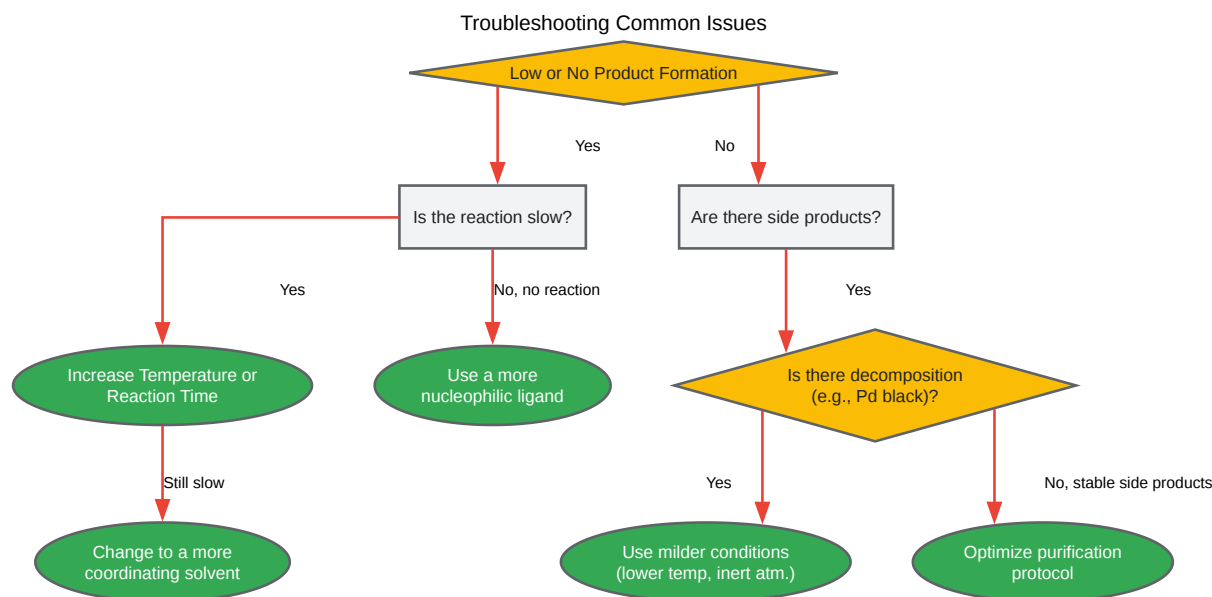 Troubleshooting Common Issues
Low or No Product Formation
Yes
No
Is the reaction slow?
Are there side products?
Yes
No, no reaction
Yes
Increase Temperature or
Reaction Time
Use a more
nucleophilic ligand
Is there decomposition
(e.g., Pd black)?
Still slow
Yes
No, stable side products
Change to a more
coordinating solvent
Use milder conditions
(lower temp, inert atm.)
Optimize purification
protocol